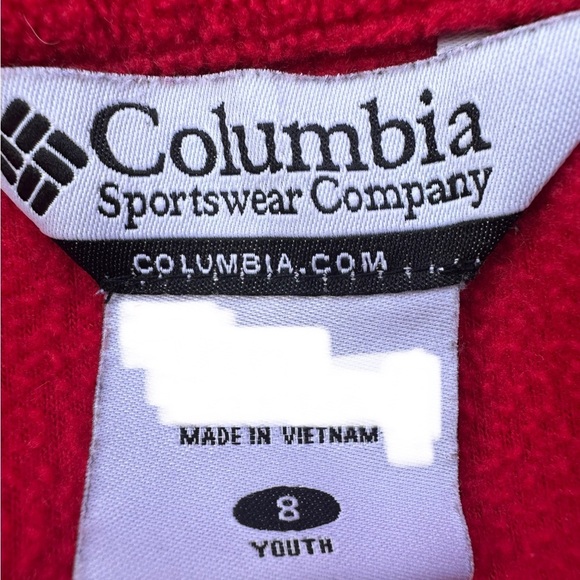 Columbia
Sportswear Company
COLUMBIA.COM
MADE IN VIETNAM
8
YOUTH